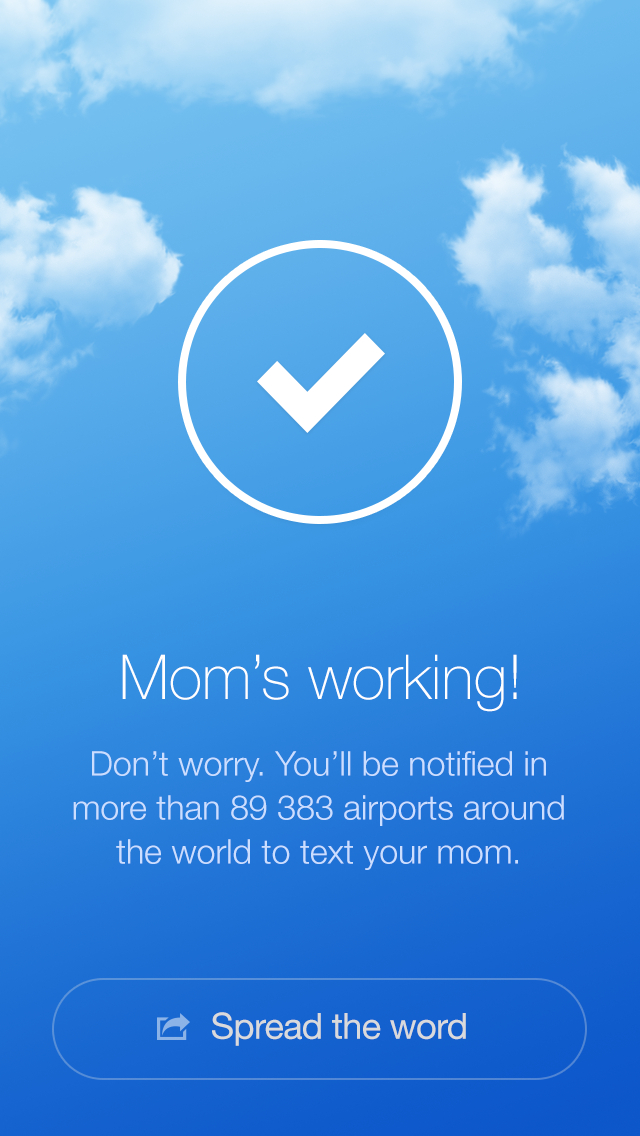 Mom’s working!
Don’t worry. You’ll be notified in
more than 89 383 airports around
the world to text your mom.
Spread the word